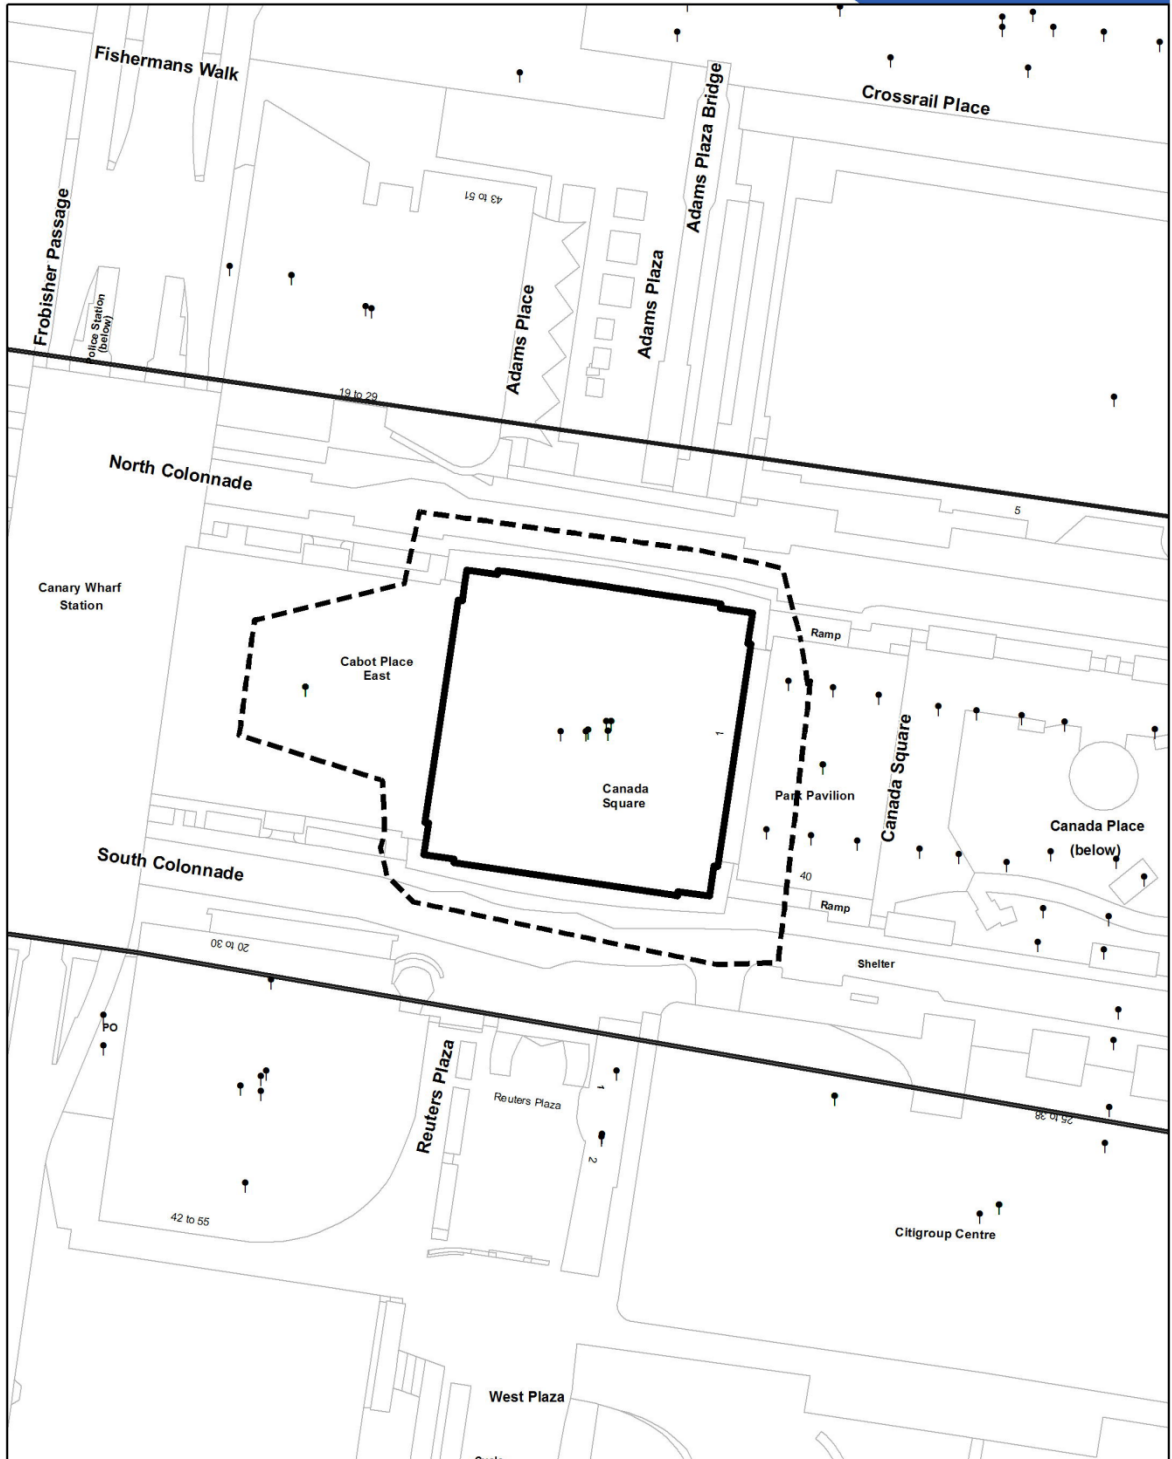 Fishermans Walk
Crossrail Place
Adams Plaza Bridge
43 to 51
Frobisher Passage
Adams Plaza
Adams Place
Police Station
(below)
19 to 29
North Colonnade
5
Canary Wharf
Station
Ramp
Cabot Place
East
1
Canada Square
Canada
Square
Park Pavilion
Canada Place
(below)
40
Ramp
South Colonnade
20 to 30
Shelter
PO
Reuters Plaza
Reuters Plaza
1
25 to 38
2
42 to 55
Citigroup Centre
West Plaza